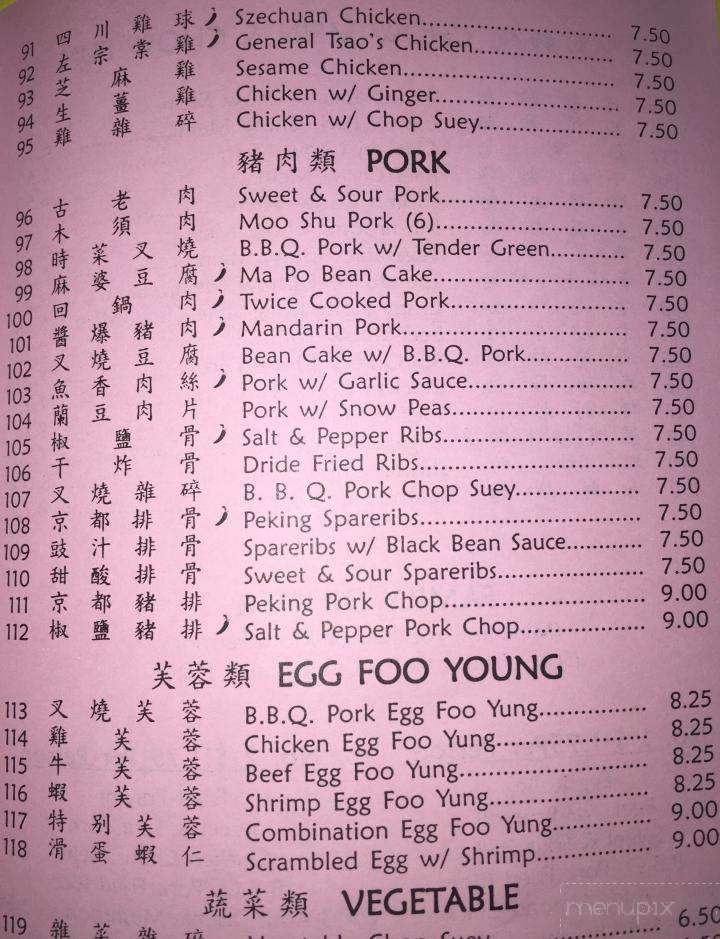 91 四川雞球 Szechuan Chicken 7.50
92 左宗棠雞 General Tsao's Chicken 7.50
93 芝麻雞 Sesame Chicken 7.50
94 生薑雞 Chicken w/ Ginger 7.50
95 雞雜碎 Chicken w/ Chop Suey 7.50
豬肉類 PORK
96 古老肉 Sweet & Sour Pork 7.50
97 木須肉 Moo Shu Pork (6) 7.50
98 時菜叉燒 B.B.Q. Pork w/ Tender Green 7.50
99 麻婆豆腐 Ma Po Bean Cake 7.50
100 回鍋肉 Twice Cooked Pork 7.50
101 醬爆豬肉 Mandarin Pork 7.50
102 叉燒豆腐 Bean Cake w/ B.B.Q. Pork 7.50
103 魚香肉絲 Pork w/ Garlic Sauce 7.50
104 蘭豆肉片 Pork w/ Snow Peas 7.50
105 椒鹽骨 Salt & Pepper Ribs 7.50
106 干炸骨 Dride Fried Ribs 7.50
107 叉燒雜碎 B. B. Q. Pork Chop Suey 7.50
108 京都排骨 Peking Spareribs 7.50
109 豉汁排骨 Spareribs w/ Black Bean Sauce 7.50
110 甜酸排骨 Sweet & Sour Spareribs 7.50
111 京都豬排 Peking Pork Chop 9.00
112 椒鹽豬排 Salt & Pepper Pork Chop 9.00
芙蓉類 EGG FOO YOUNG
113 叉燒芙蓉 B.B.Q. Pork Egg Foo Yung 8.25
114 雞芙蓉 Chicken Egg Foo Yung 8.25
115 牛芙蓉 Beef Egg Foo Yung 8.25
116 蝦芙蓉 Shrimp Egg Foo Yung 8.25
117 特別芙蓉 Combination Egg Foo Yung 9.00
118 滑蛋蝦仁 Scrambled Egg w/ Shrimp 9.00
蔬菜類 VEGETABLE
119 雜菜雜碎 Vegetable Chop Suey 6.50
menupix